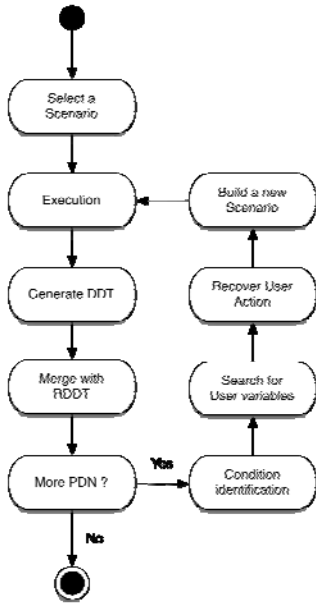 Select a
Scenario
Execution
Build a new
Scenario
Generate DDT
Recover User
Action
Merge with
RDDT
Search for
User variables
More PDN ?
Yes
Condition
identification
No